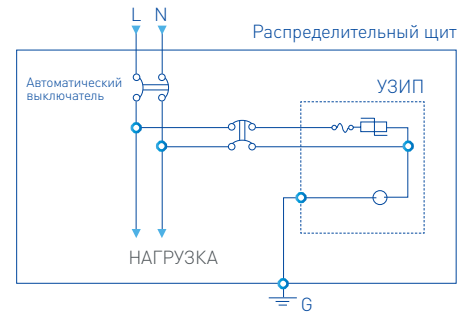 L N
Распределительный щит
Автоматический
выключатель
УЗИП
НАГРУЗКА
G